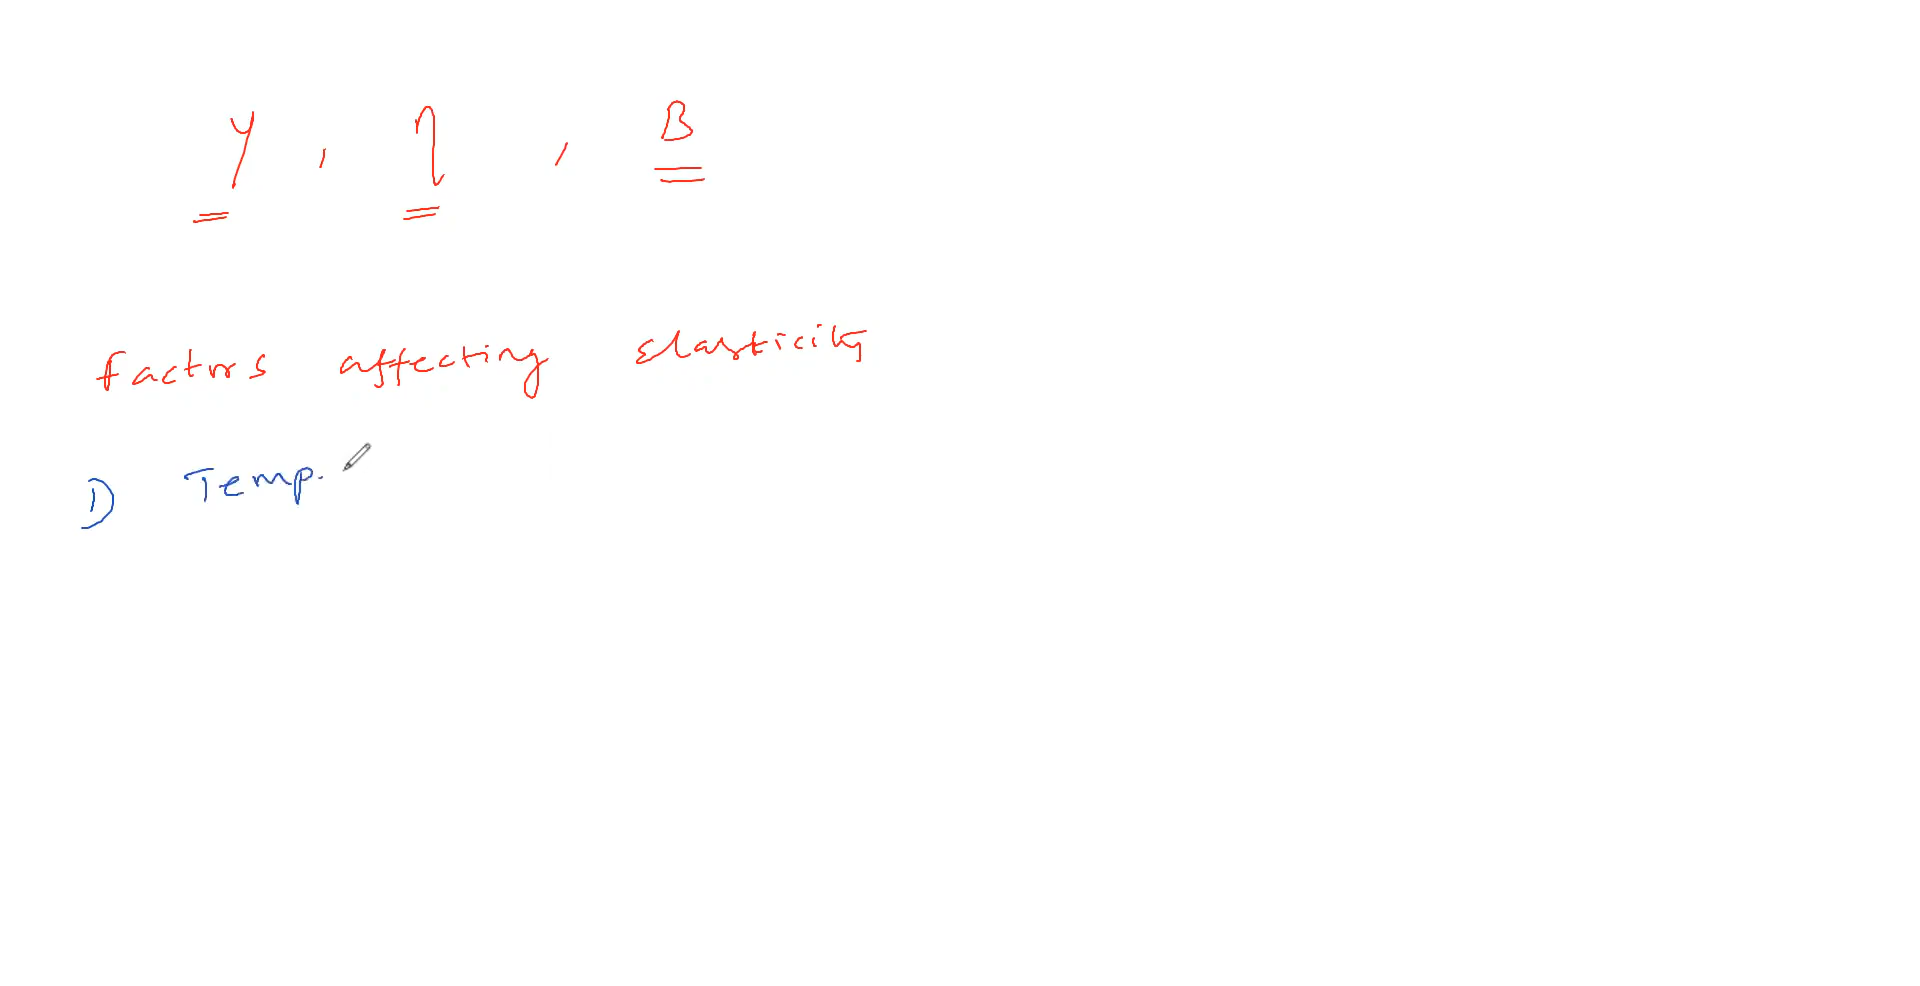 Y , η , B
Factors affecting elasticity
1) Temp.